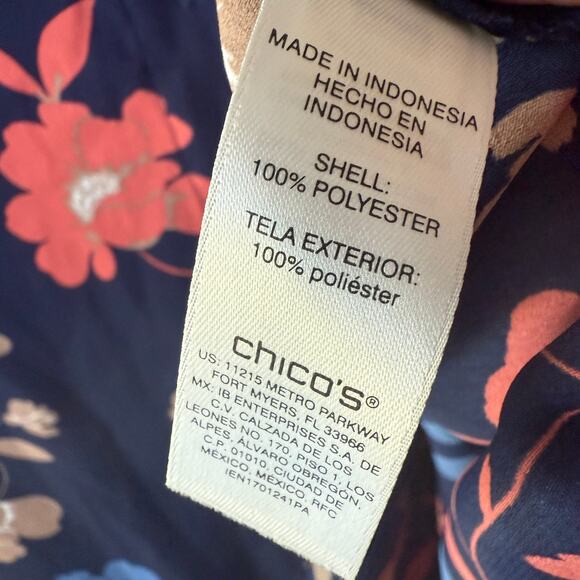 MADE IN INDONESIA
HECHO EN
INDONESIA
SHELL:
100% POLYESTER
TELA EXTERIOR:
100% poliéster
chico's®
US: 11215 METRO PARKWAY
FORT MYERS, FL 33966
MX: IB ENTERPRISES S.A. DE
C.V. CALZADA DE LOS
LEONES NO. 170, PISO 1, LOS
ALPES, ÁLVARO OBREGÓN,
C.P. 01010, CIUDAD DE
MÉXICO, MÉXICO, RFC
IEN1701241PA